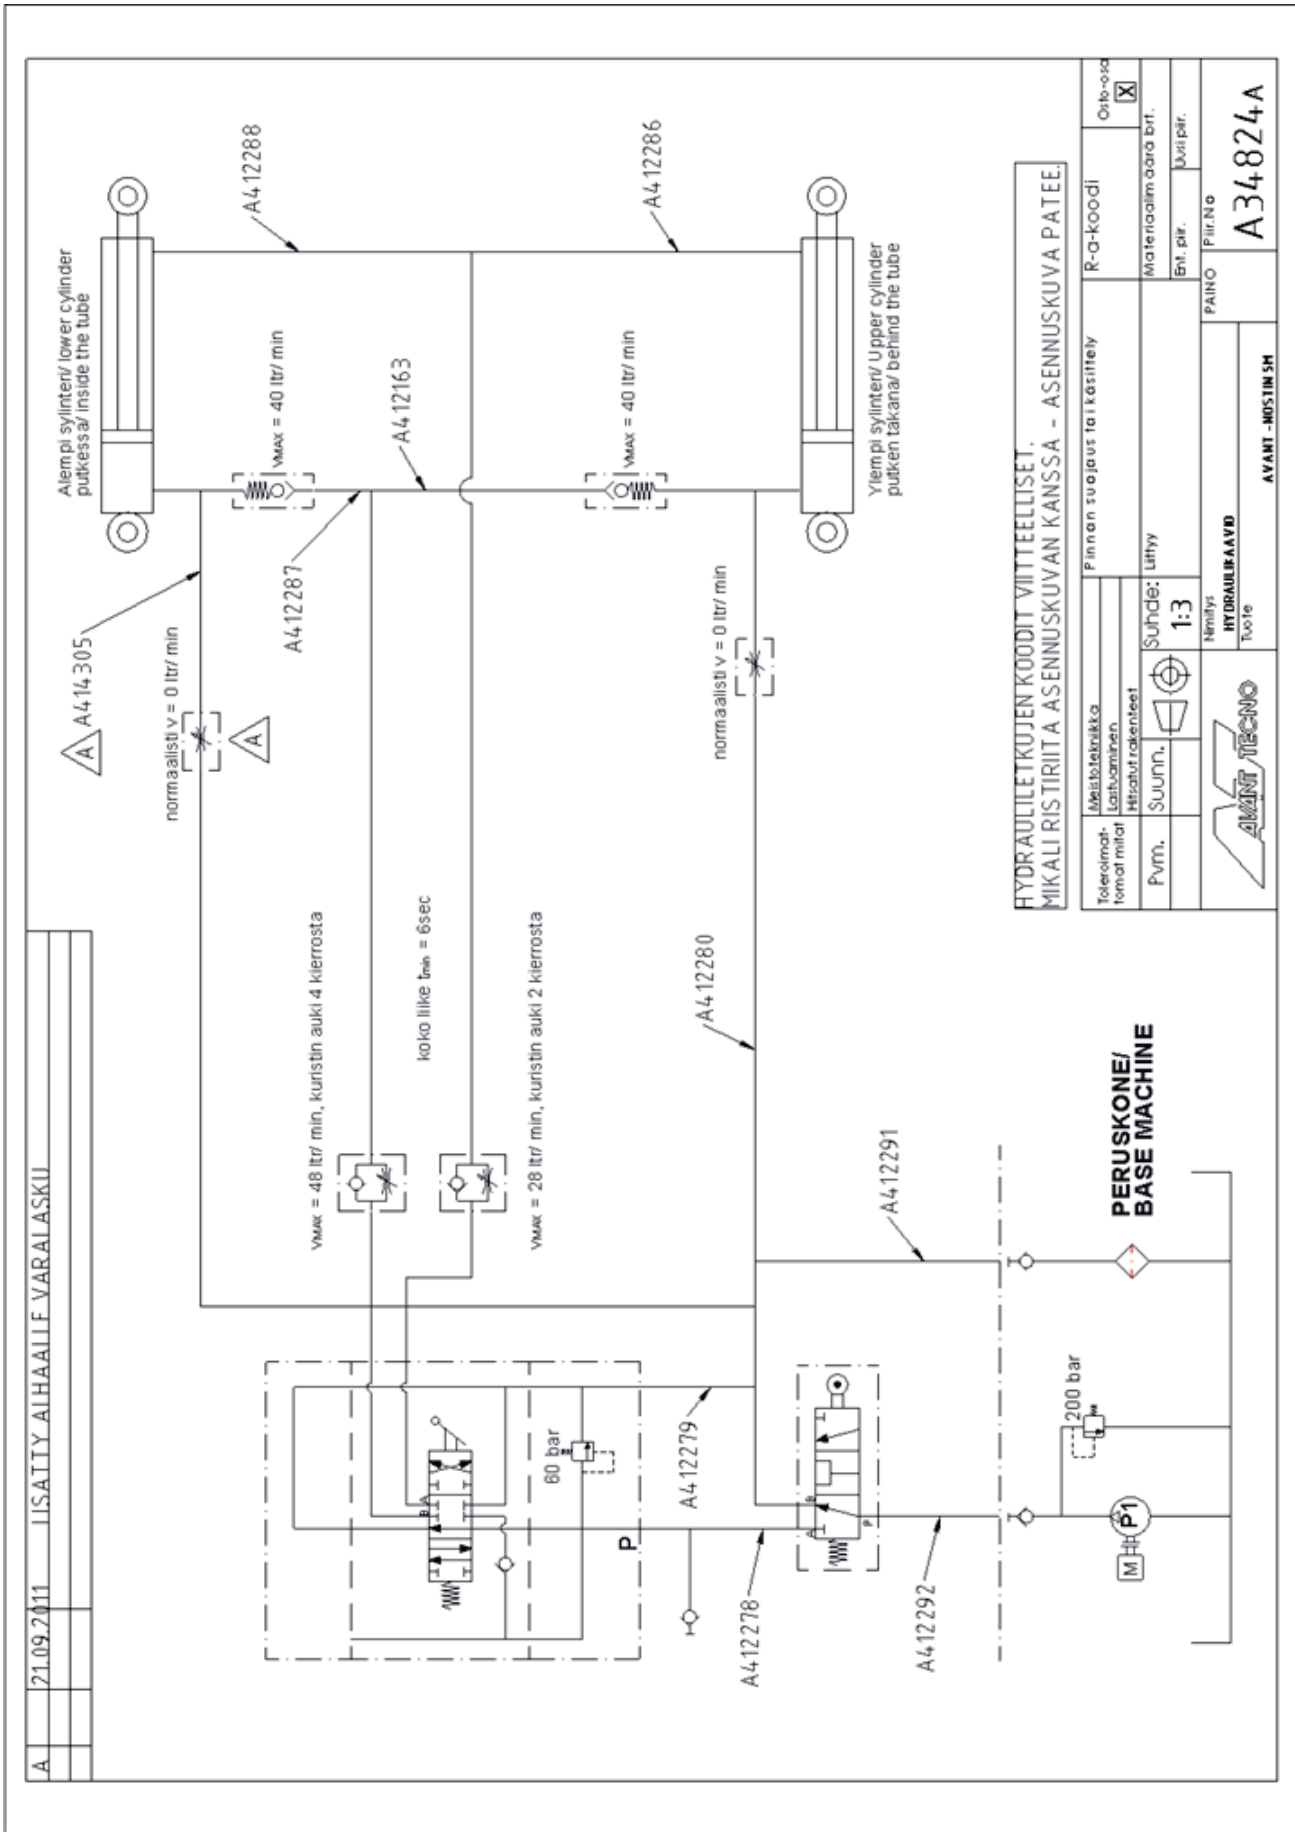 A 21.09.2011 LISATTY ALHAALLE VARALASKU
Alempi sylinteri/ lower cylinder
putkessa/ inside the tube
A412288
A414305
A
normaalisti v = 0 ltr/ min
A
VMAX = 40 ltr/ min
A412287
A412163
VMAX = 48 ltr/ min, kuristin auki 4 kierrosta
koko liike tmin = 6sec
VMAX = 28 ltr/ min, kuristin auki 2 kierrosta
VMAX = 40 ltr/ min
A412286
normaalisti v = 0 ltr/ min
Ylempi sylinteri/ Upper cylinder
putken takana/ behind the tube
B A
60 bar
P
A412279
A412278
A412280
A B
P
A412292
A412291
200 bar
M
P1
PERUSKONE/
BASE MACHINE
HYDRAULILETKUJEN KOODIT VIITTEELLISET.
MIKALI RISTIRIITA ASENNUSKUVAN KANSSA - ASENNUSKUVA PATEE.
Toleroimat-
tomat mitat
Meistotekniikka
Lastuaminen
Hitsatut rakenteet
Pinnan suojaus tai käsittely
R-a-koodi
Osto-osa
X
Pvm.
Suunn.
Suhde:
1:3
Liittyy
Materiaalimäärä brt.
Ent. piir.
Uusi piir.
AVANT TECNO
Nimitys
HYDRAULIKAAVIO
Tuote
AVANT -NOSTIN SH
PAINO
Piir.No
A34824A